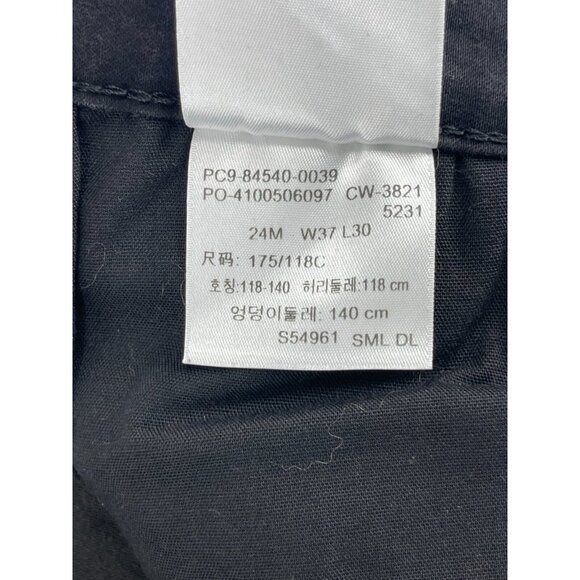 PC9-84540-0039
PO-4100506097 CW-3821
5231
24M W37 L30
尺码: 175/118C
호칭:118-140 허리둘레:118 cm
엉덩이둘레: 140 cm
S54961 SML DL